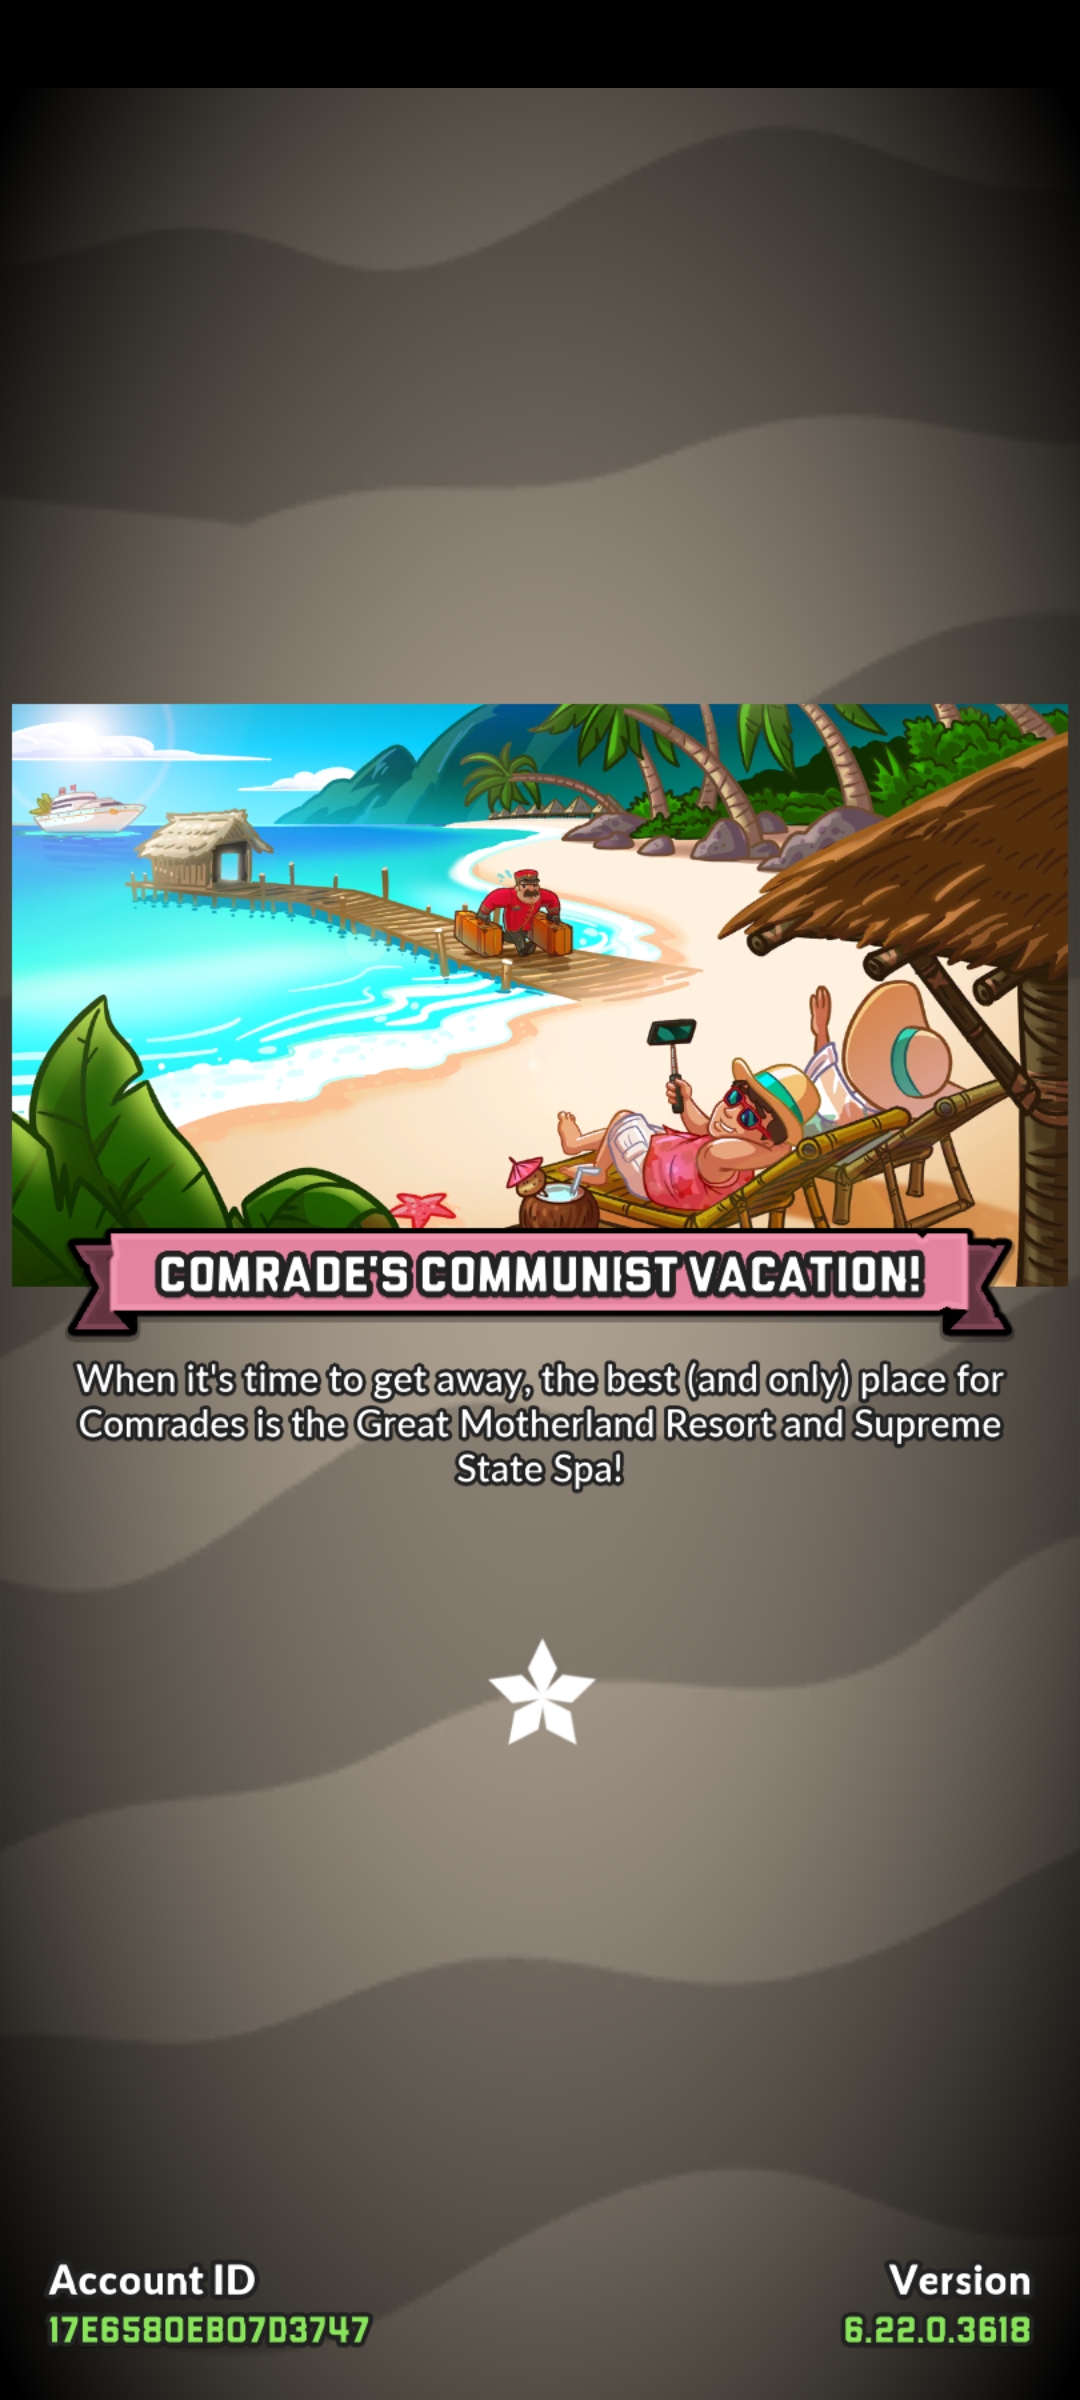 COMRADE'S COMMUNIST VACATION!
When it's time to get away, the best (and only) place for
Comrades is the Great Motherland Resort and Supreme
State Spa!
Account ID
17E6580EB07D3747
Version
6.22.0.3618